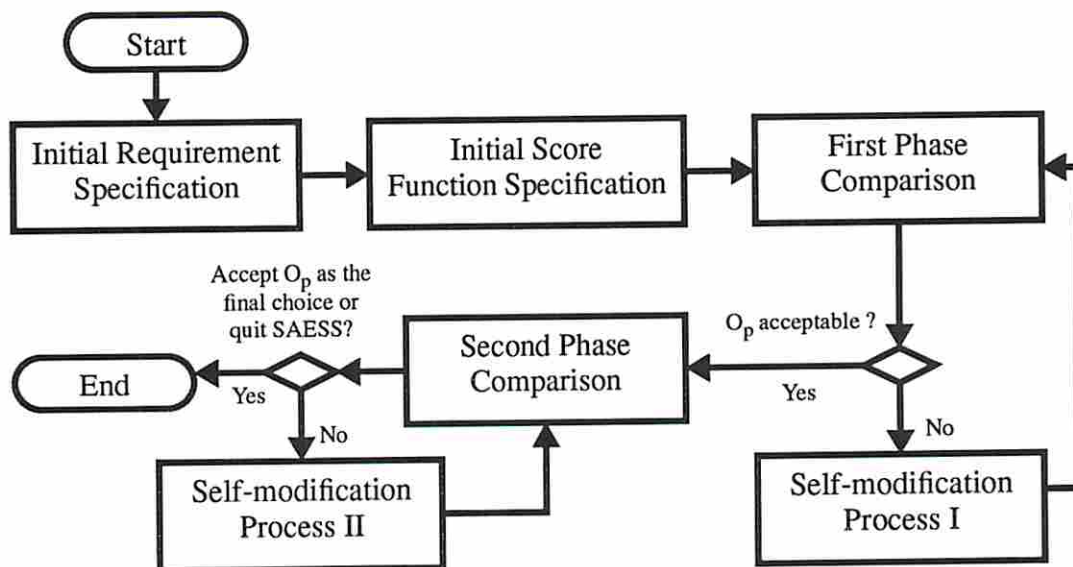 Start
Initial Requirement
Specification
Initial Score
Function Specification
First Phase
Comparison
Accept Op as the
final choice or
quit SAESS?
Op acceptable ?
Second Phase
Comparison
End
Yes
Yes
No
No
Self-modification
Process II
Self-modification
Process I